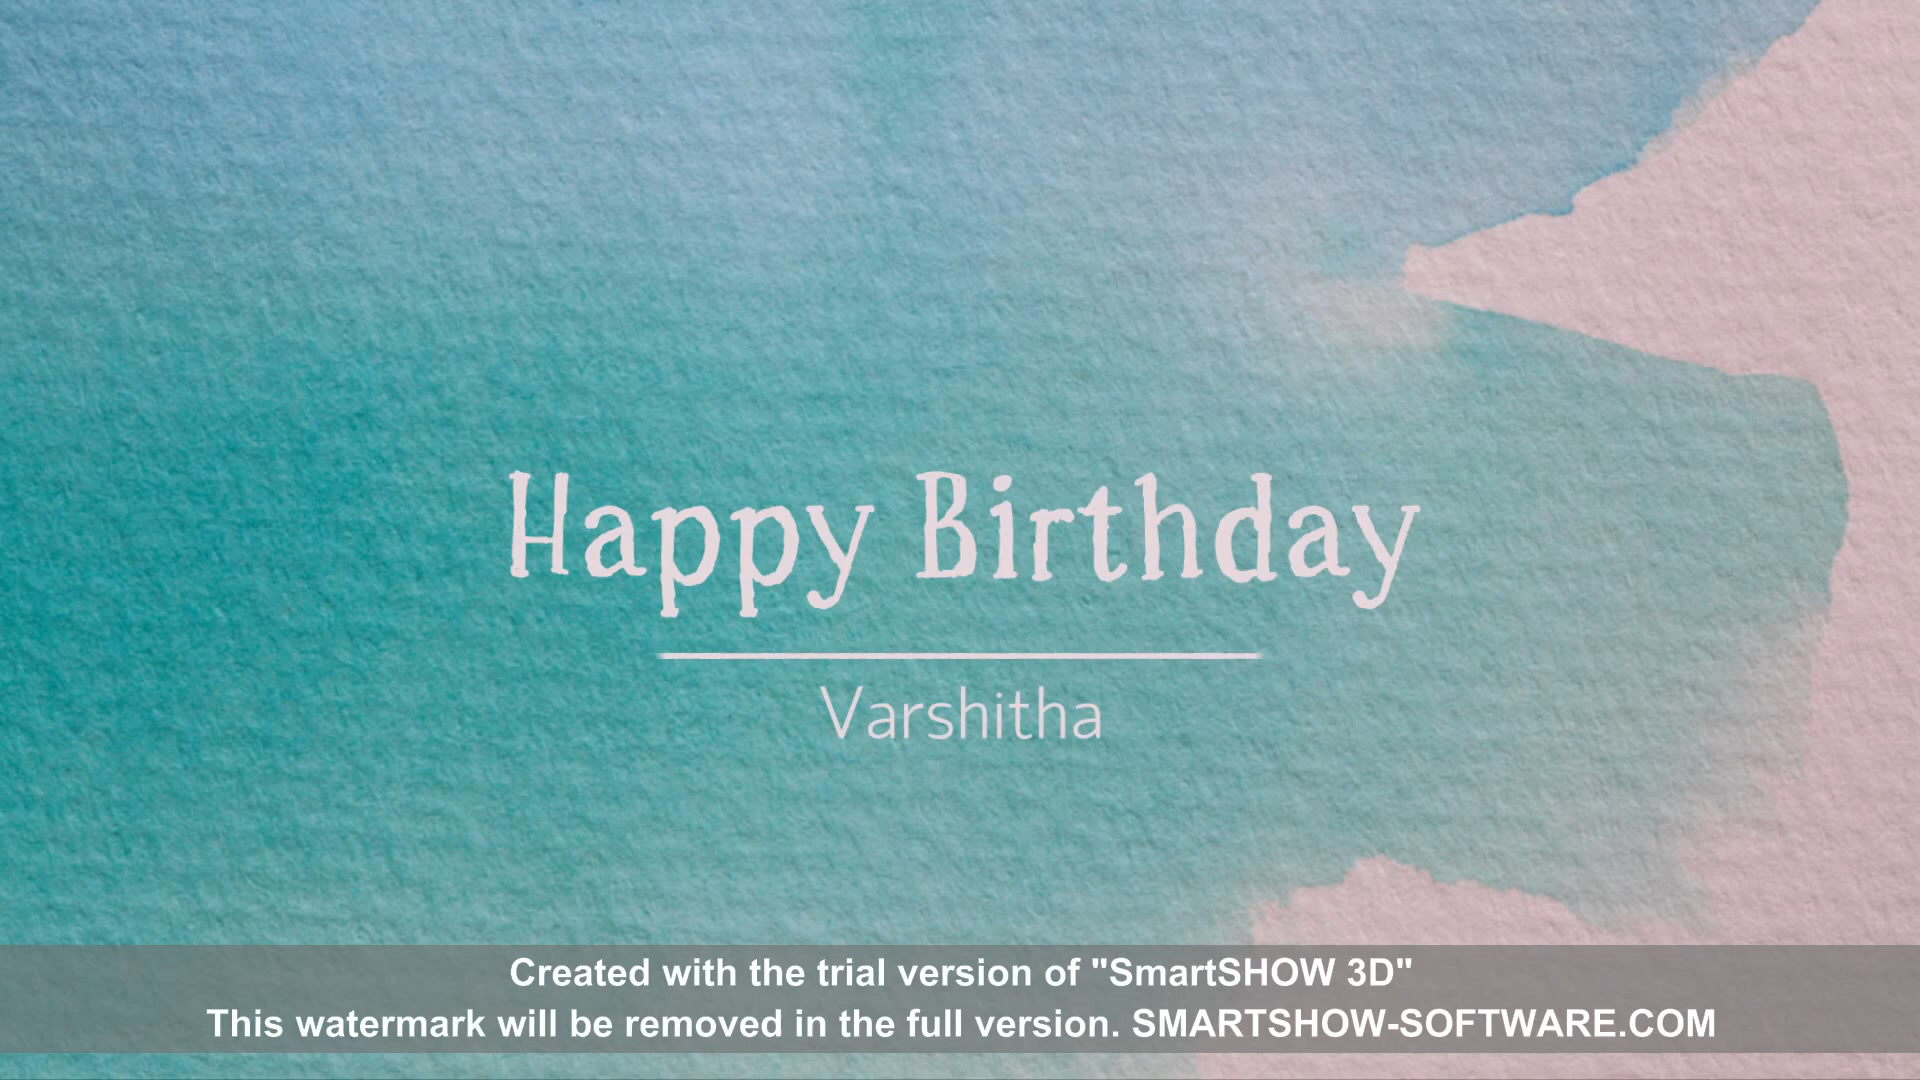 Happy Birthday
Varshitha
Created with the trial version of "SmartSHOW 3D"
This watermark will be removed in the full version. SMARTSHOW-SOFTWARE.COM